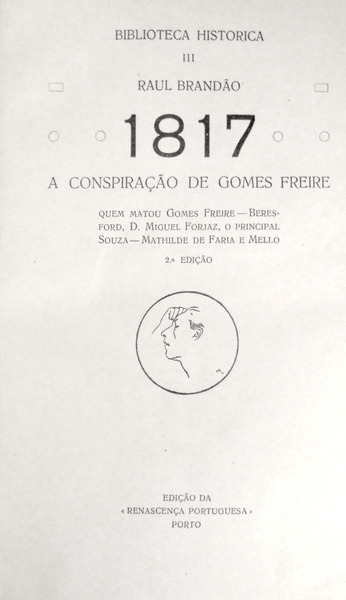 BIBLIOTECA HISTORICA
III
RAUL BRANDÃO
1817
A CONSPIRAÇÃO DE GOMES FREIRE
QUEM MATOU GOMES FREIRE — BERES-
FORD, D. MIGUEL FORJAZ, O PRINCIPAL
SOUZA — MATHILDE DE FARIA E MELLO
2.ª EDIÇÃO
EDIÇÃO DA
« RENASCENÇA PORTUGUESA »
PORTO